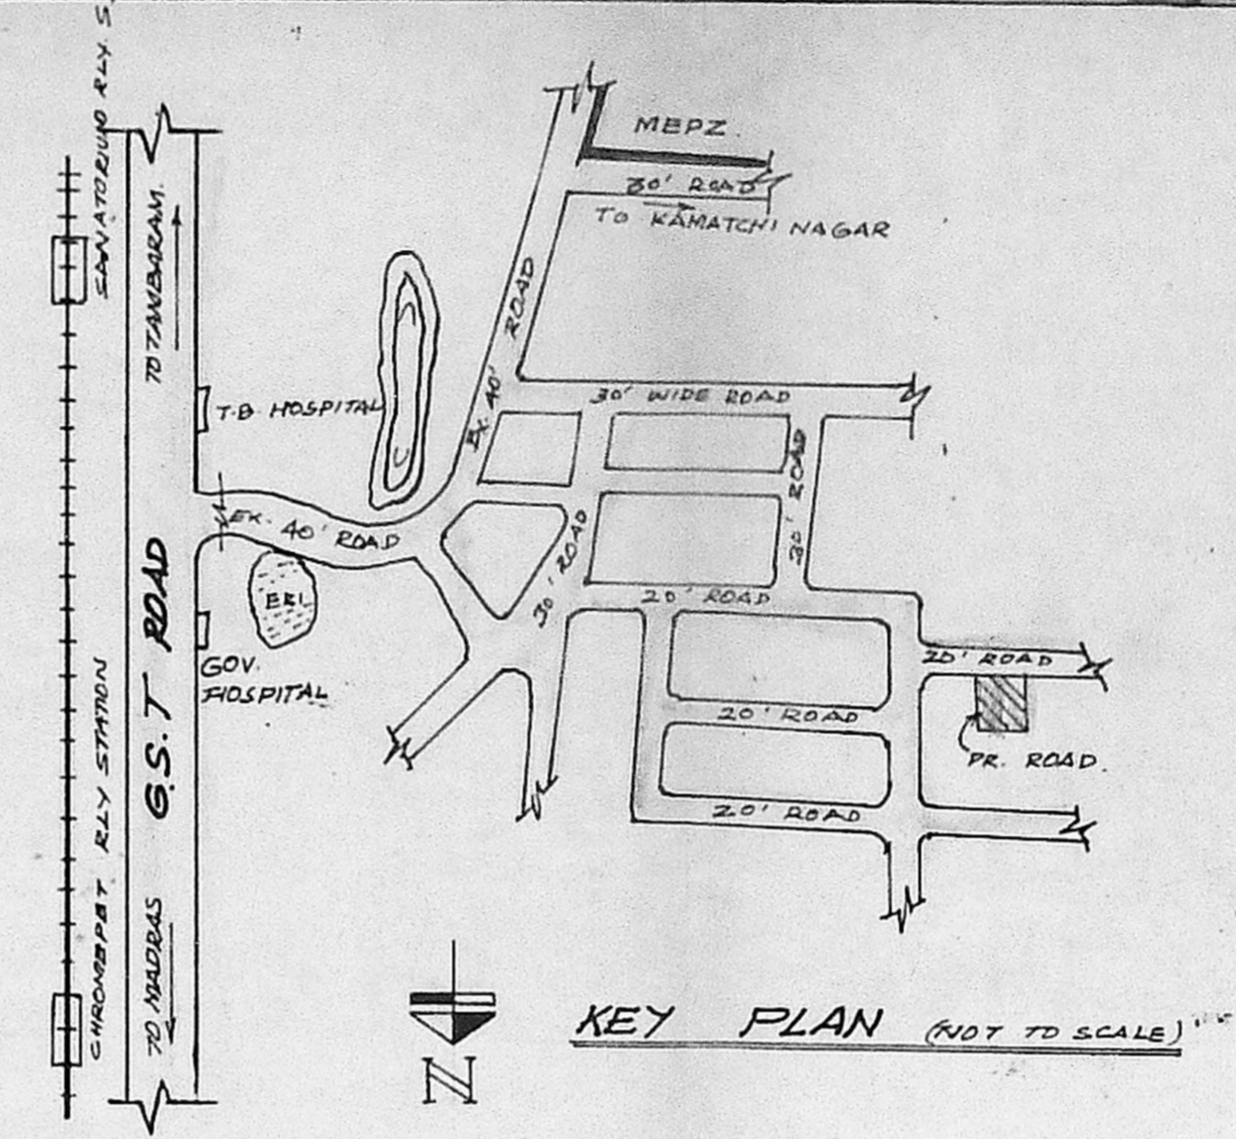 SANATORIUM RLY. S
TO TAMBARAM.
MEPZ.
30' ROAD
TO KAMATCHI NAGAR
EX. 40' ROAD
T.B HOSPITAL
30' WIDE ROAD
30' ROAD
EX. 40' ROAD
30' ROAD
20' ROAD
ERI
GOV.
HOSPITAL
G.S.T ROAD
20' ROAD
20' ROAD
PR. ROAD.
20' ROAD
CHROMEPET RLY STATION
TO MADRAS
N
KEY PLAN (NOT TO SCALE)